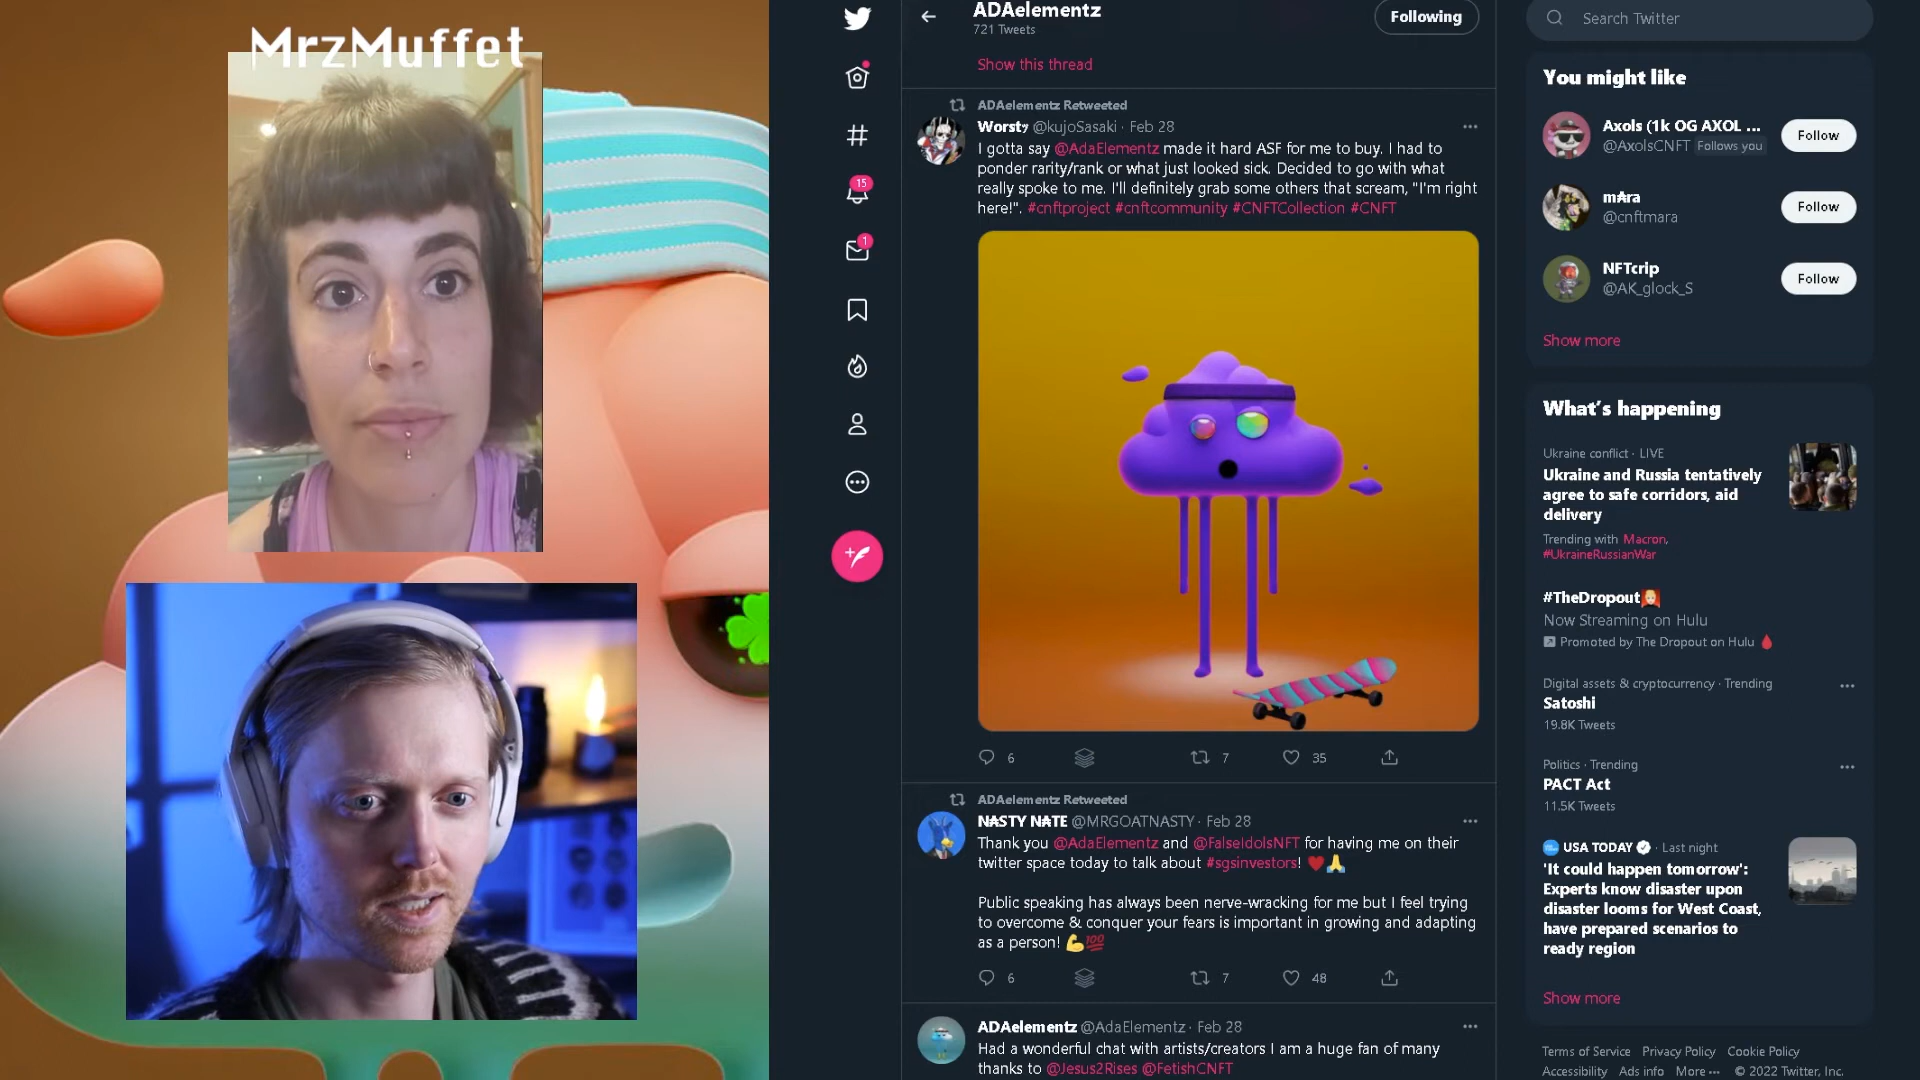 MrzMuffet
ADAelementz
721 Tweets
Following
Show this thread
ADAelementz Retweeted
Worst7 @kujoSasaki · Feb 28
I gotta say @AdaElementz made it hard ASF for me to buy. I had to
ponder rarity/rank or what just looked sick. Decided to go with what
really spoke to me. I'll definitely grab some others that scream, "I'm right
here!". #cnftproject #cnftcommunity #CNFTCollection #CNFT
6 7 35
ADAelementz Retweeted
NASTY NATE @MRGOATNASTY · Feb 28
Thank you @AdaElementz and @FalseIdolsNFT for having me on their
twitter space today to talk about #sgsinvestors! ❤️🙏
Public speaking has always been nerve-wracking for me but I feel trying
to overcome & conquer your fears is important in growing and adapting
as a person! 💪💯
6 7 48
ADAelementz @AdaElementz · Feb 28
Had a wonderful chat with artists/creators I am a huge fan of many
thanks to @Jesus2Rises @FetishCNFT
15
1
Search Twitter
You might like
Axols (1k OG AXOL ...
@AxolsCNFT Follows you
Follow
mAra
@cnftmara
Follow
NFTcrip
@AK_glock_S
Follow
Show more
What's happening
Ukraine conflict · LIVE
Ukraine and Russia tentatively
agree to safe corridors, aid
delivery
Trending with Macron,
#UkraineRussianWar
#TheDropout
Now Streaming on Hulu
Promoted by The Dropout on Hulu 🩸
Digital assets & cryptocurrency · Trending
Satoshi
19.8K Tweets
Politics · Trending
PACT Act
11.5K Tweets
USA TODAY · Last night
'It could happen tomorrow':
Experts know disaster upon
disaster looms for West Coast,
have prepared scenarios to
ready region
Show more
Terms of Service Privacy Policy Cookie Policy
Accessibility Ads info More ··· © 2022 Twitter, Inc.